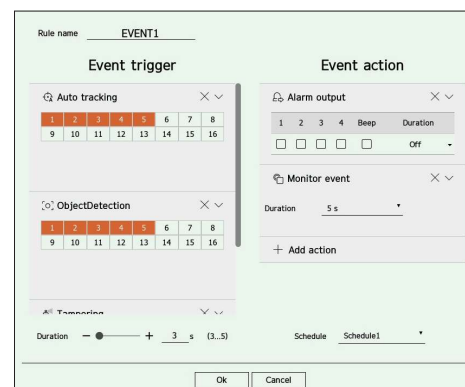 Rule name EVENT1
Event trigger
Auto tracking
1 2 3 4 5 6 7 8
9 10 11 12 13 14 15 16
ObjectDetection
1 2 3 4 5 6 7 8
9 10 11 12 13 14 15 16
Tampering
Duration 3 s (3...5)
Event action
Alarm output
1 2 3 4 Beep Duration
Off
Monitor event
Duration 5 s
Add action
Schedule Schedule1
Ok Cancel